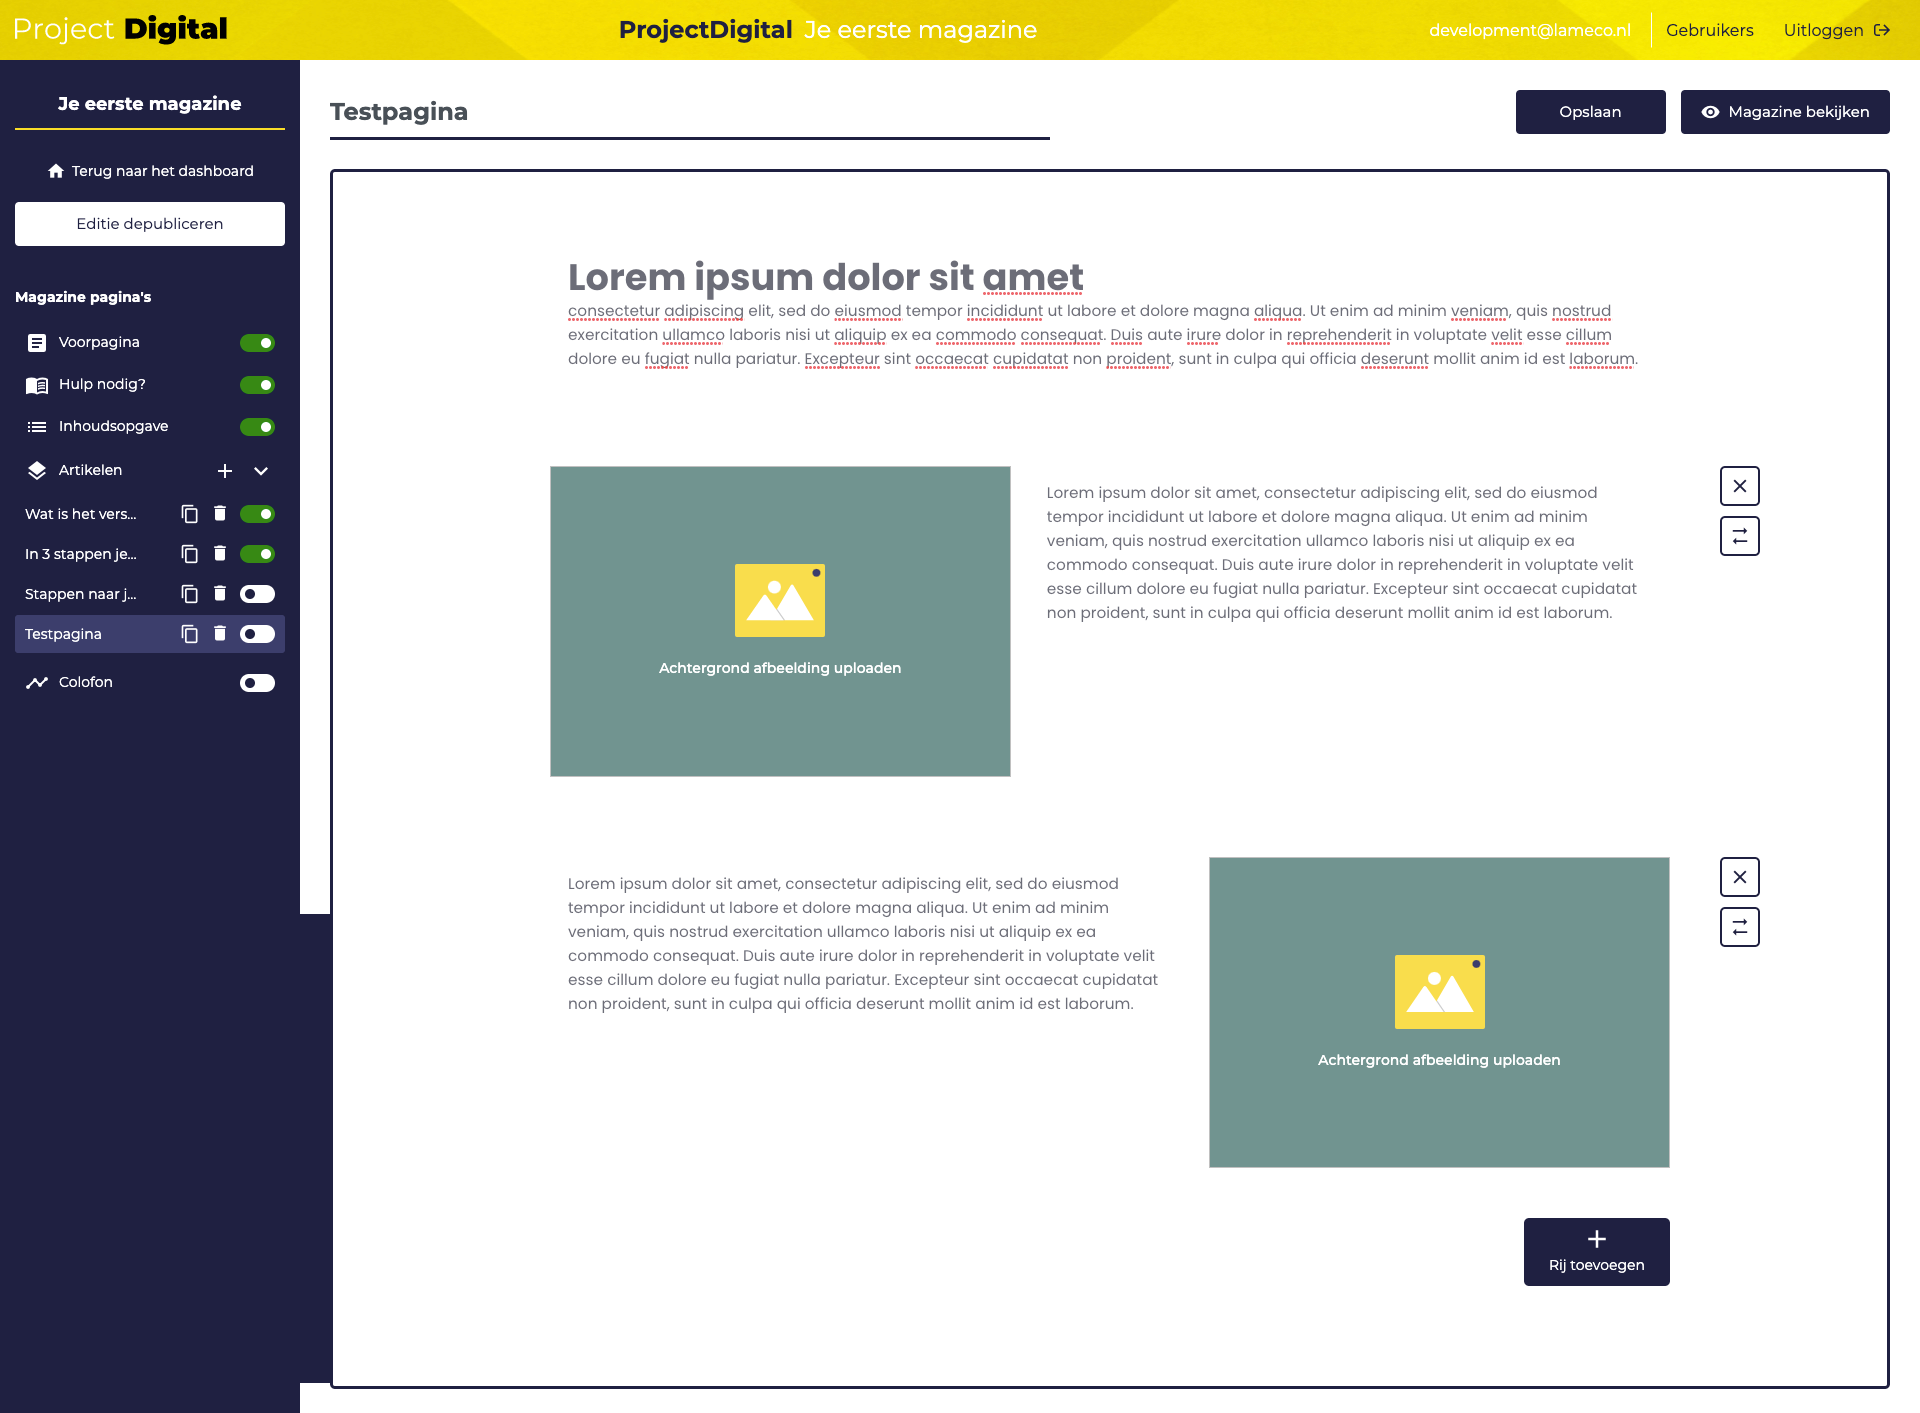 Project Digital
ProjectDigital Je eerste magazine
development@lameco.nl
Gebruikers
Uitloggen
Je eerste magazine
Terug naar het dashboard
Editie depubliceren
Magazine pagina's
Voorpagina
Hulp nodig?
Inhoudsopgave
Artikelen
Wat is het vers...
In 3 stappen je...
Stappen naar j...
Testpagina
Colofon
Testpagina
Opslaan
Magazine bekijken
Lorem ipsum dolor sit amet
consectetur adipiscing elit, sed do eiusmod tempor incididunt ut labore et dolore magna aliqua. Ut enim ad minim veniam, quis nostrud
exercitation ullamco laboris nisi ut aliquip ex ea commodo consequat. Duis aute irure dolor in reprehenderit in voluptate velit esse cillum
dolore eu fugiat nulla pariatur. Excepteur sint occaecat cupidatat non proident, sunt in culpa qui officia deserunt mollit anim id est laborum.
Achtergrond afbeelding uploaden
Lorem ipsum dolor sit amet, consectetur adipiscing elit, sed do eiusmod
tempor incididunt ut labore et dolore magna aliqua. Ut enim ad minim
veniam, quis nostrud exercitation ullamco laboris nisi ut aliquip ex ea
commodo consequat. Duis aute irure dolor in reprehenderit in voluptate velit
esse cillum dolore eu fugiat nulla pariatur. Excepteur sint occaecat cupidatat
non proident, sunt in culpa qui officia deserunt mollit anim id est laborum.
Lorem ipsum dolor sit amet, consectetur adipiscing elit, sed do eiusmod
tempor incididunt ut labore et dolore magna aliqua. Ut enim ad minim
veniam, quis nostrud exercitation ullamco laboris nisi ut aliquip ex ea
commodo consequat. Duis aute irure dolor in reprehenderit in voluptate velit
esse cillum dolore eu fugiat nulla pariatur. Excepteur sint occaecat cupidatat
non proident, sunt in culpa qui officia deserunt mollit anim id est laborum.
Achtergrond afbeelding uploaden
Rij toevoegen